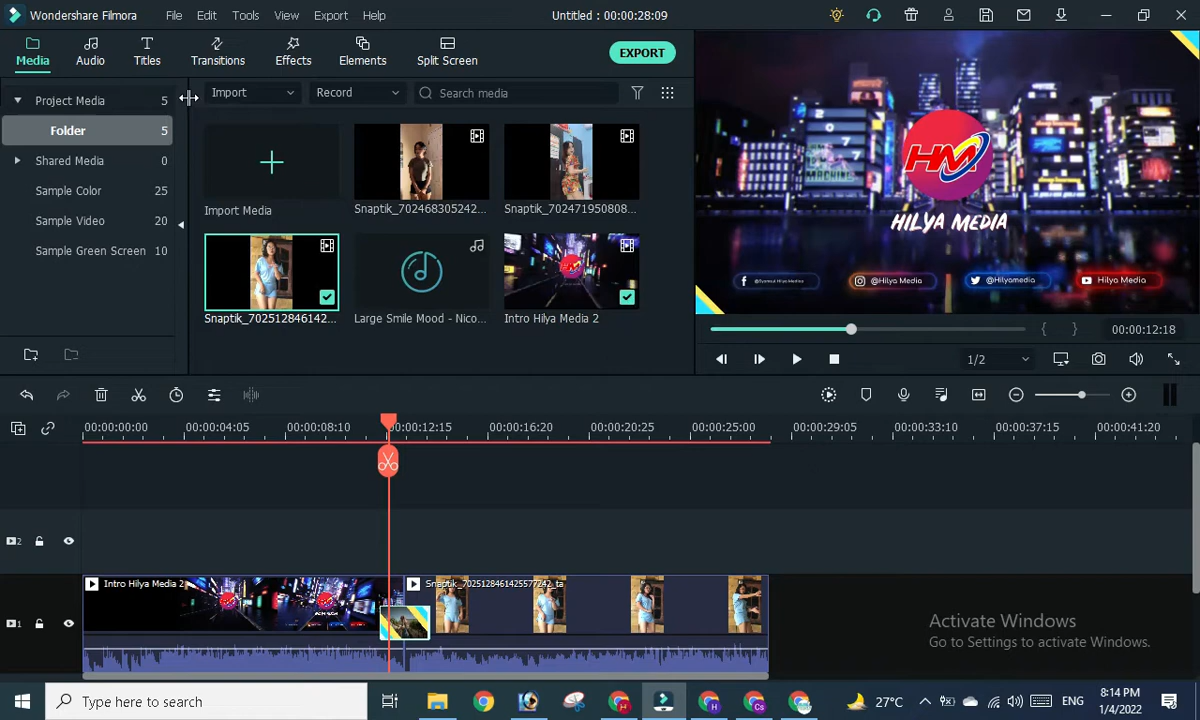 Wondershare Filmora
File Edit Tools View Export Help
Untitled : 00:00:28:09
Media Audio Titles Transitions Effects Elements Split Screen
EXPORT
Project Media 5
Folder 5
Shared Media 0
Sample Color 25
Sample Video 20
Sample Green Screen 10
Import Record Search media
Import Media
Snaptik_702468305242...
Snaptik_702471950808...
Snaptik_702512846142...
Large Smile Mood - Nico...
Intro Hilya Media 2
HM
HILYA MEDIA
@Hilya Media
@Hilyamedia
Hilya Media
00:00:12:18
1/2
00:00:00:00 00:00:04:05 00:00:08:10 00:00:12:15 00:00:16:20 00:00:20:25 00:00:25:00 00:00:29:05 00:00:33:10 00:00:37:15 00:00:41:20
2
1
Intro Hilya Media 2
Snaptik_7025128461425577242_ta
Activate Windows
Go to Settings to activate Windows.
Type here to search
27°C
ENG
8:14 PM
1/4/2022